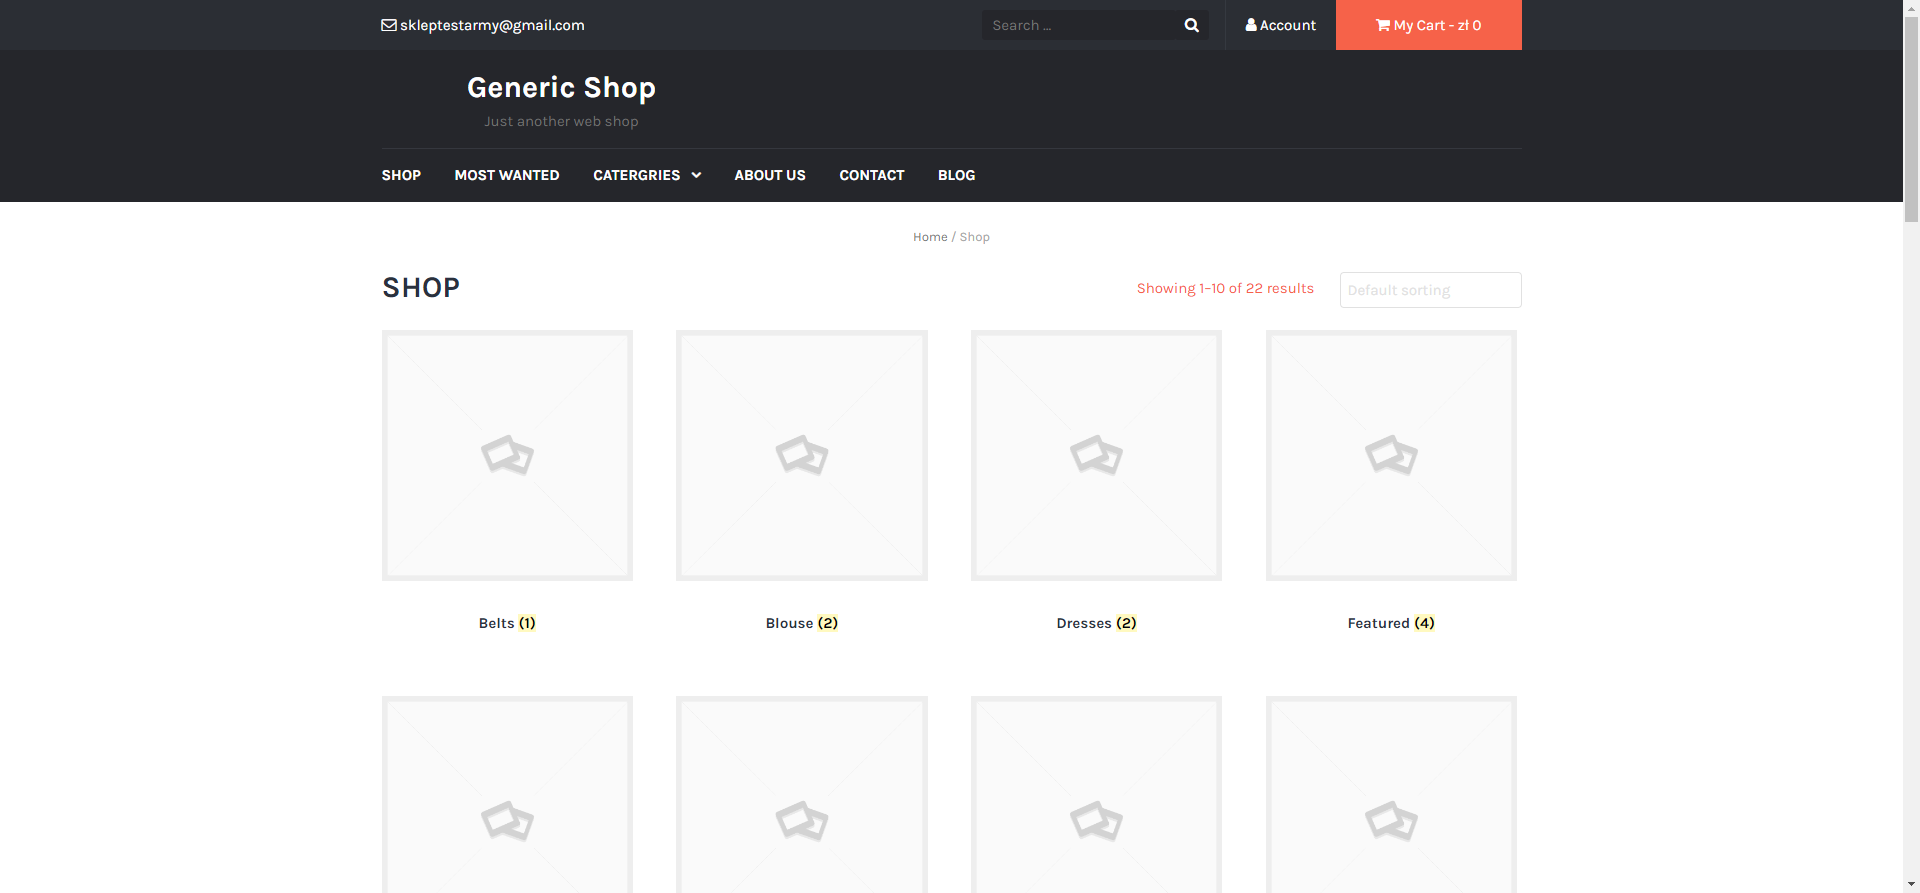 skleptestarmy@gmail.com
Search ...
Account
My Cart - zł 0
Generic Shop
Just another web shop
SHOP
MOST WANTED
CATERGRIES
ABOUT US
CONTACT
BLOG
Home / Shop
SHOP
Showing 1–10 of 22 results
Default sorting
Belts (1)
Blouse (2)
Dresses (2)
Featured (4)